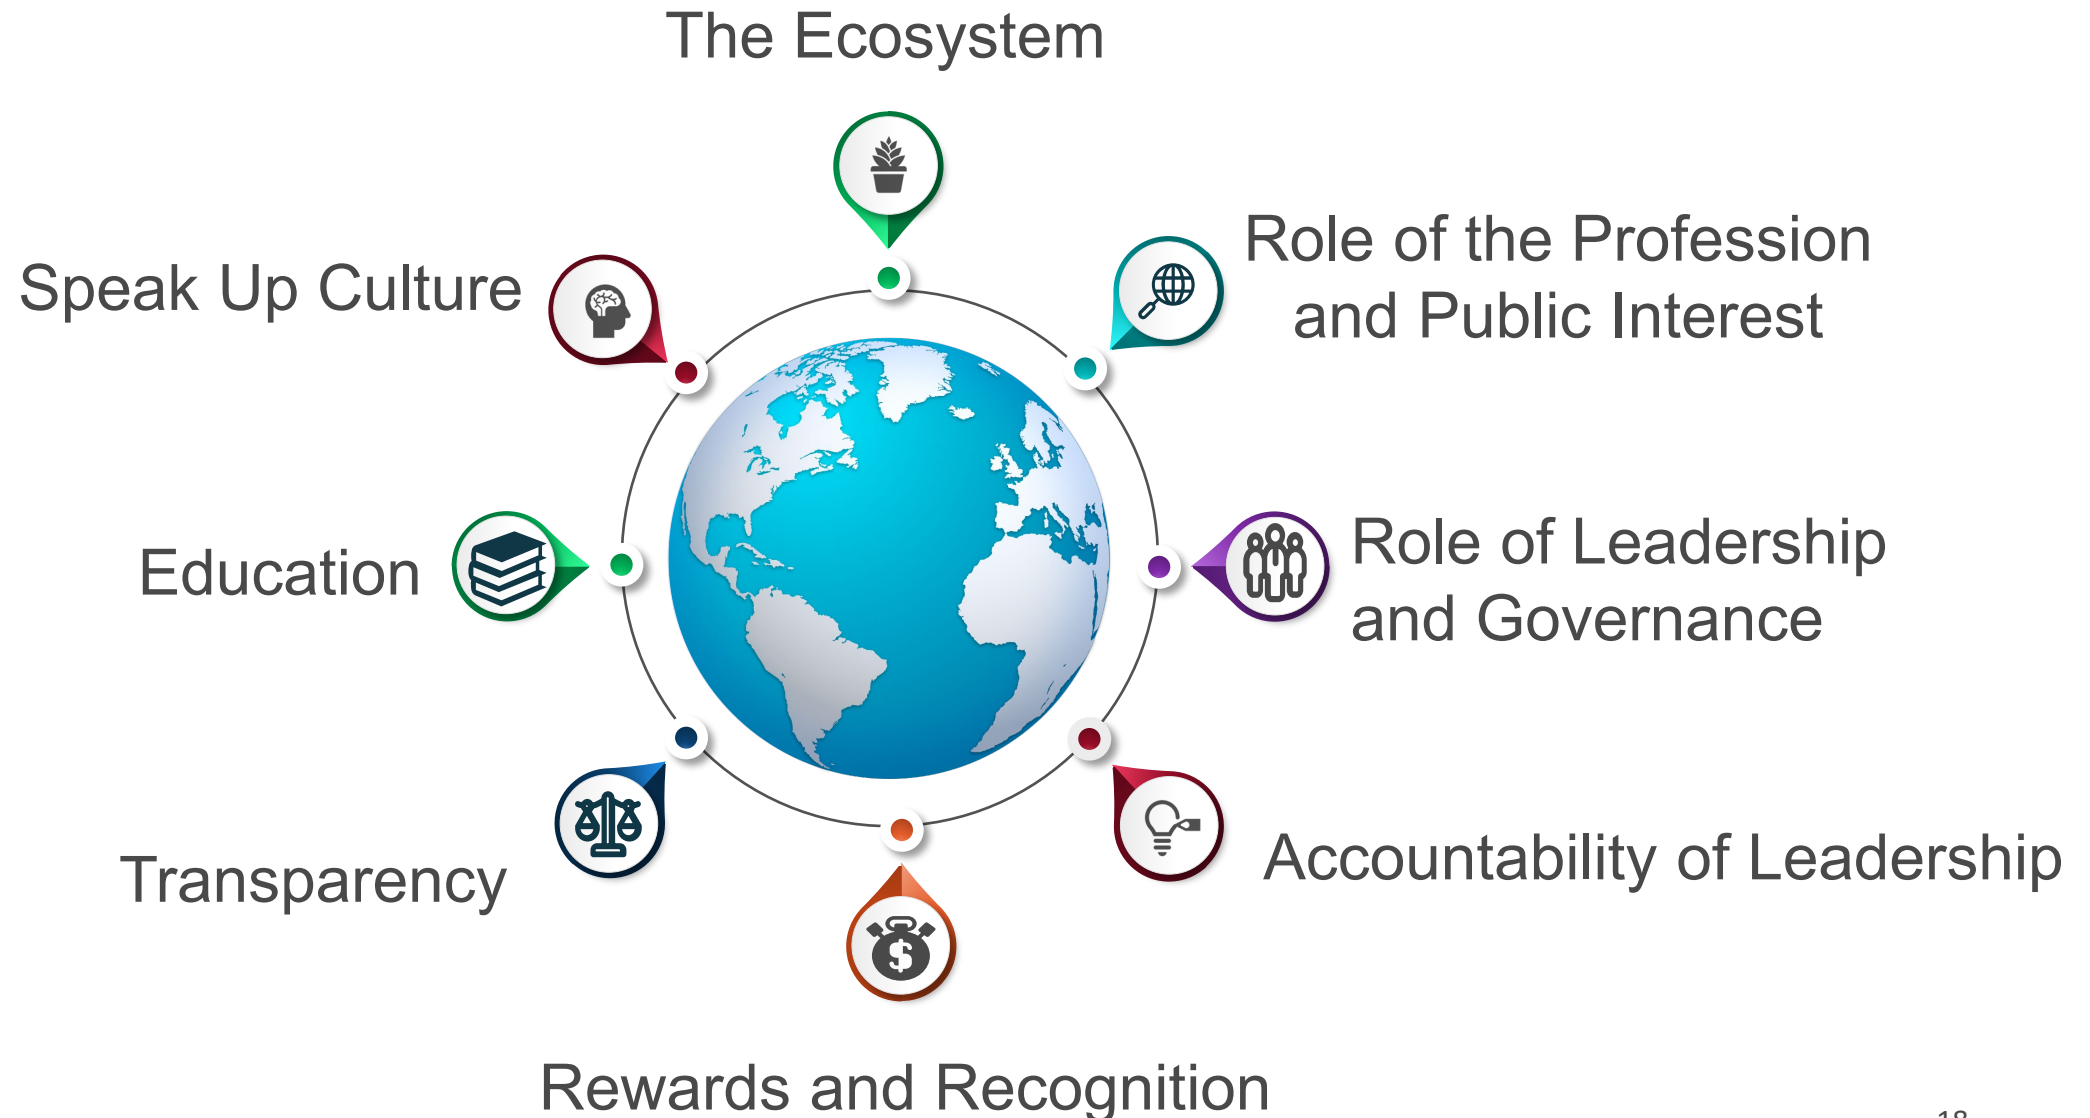 The Ecosystem
Role of the Profession
and Public Interest
Speak Up Culture
Role of Leadership
and Governance
Education
Accountability of Leadership
Transparency
$
Rewards and Recognition
18